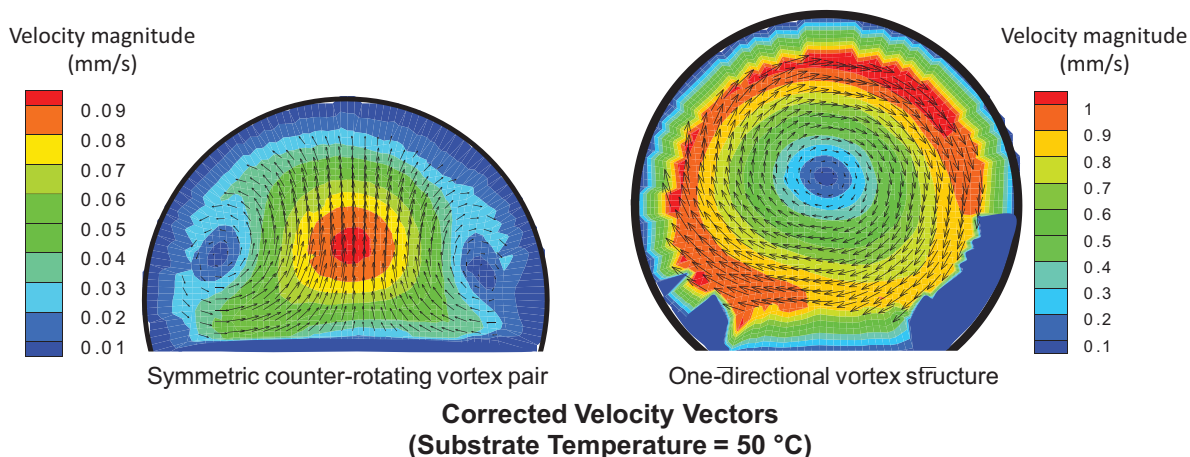 Velocity magnitude
(mm/s)
0.09
0.08
0.07
0.06
0.05
0.04
0.03
0.02
0.01
Symmetric counter-rotating vortex pair
Velocity magnitude
(mm/s)
1
0.9
0.8
0.7
0.6
0.5
0.4
0.3
0.2
0.1
One-directional vortex structure
Corrected Velocity Vectors
(Substrate Temperature = 50 °C)